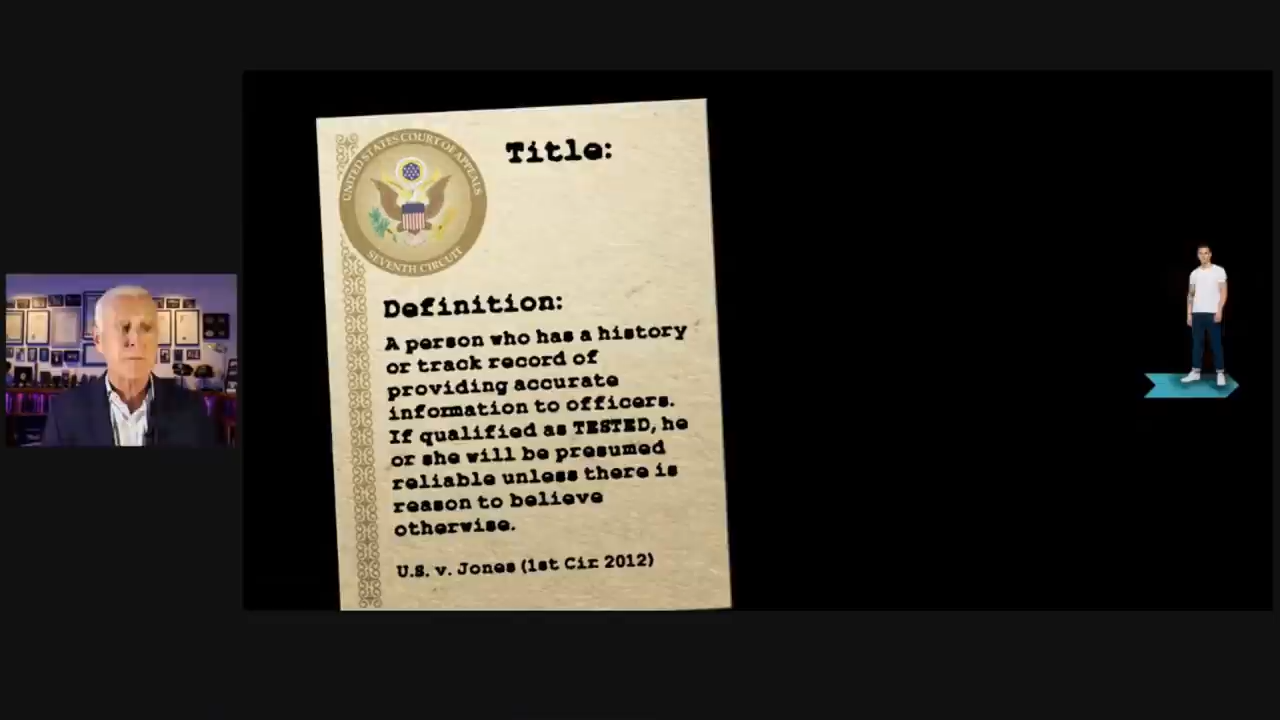 UNITED STATES COURT OF APPEALS
SEVENTH CIRCUIT
Title:
Definition:
A person who has a history
or track record of
providing accurate
information to officers.
If qualified as TESTED, he
or she will be presumed
reliable unless there is
reason to believe
otherwise.
U.S. v. Jones (1st Cir. 2012)